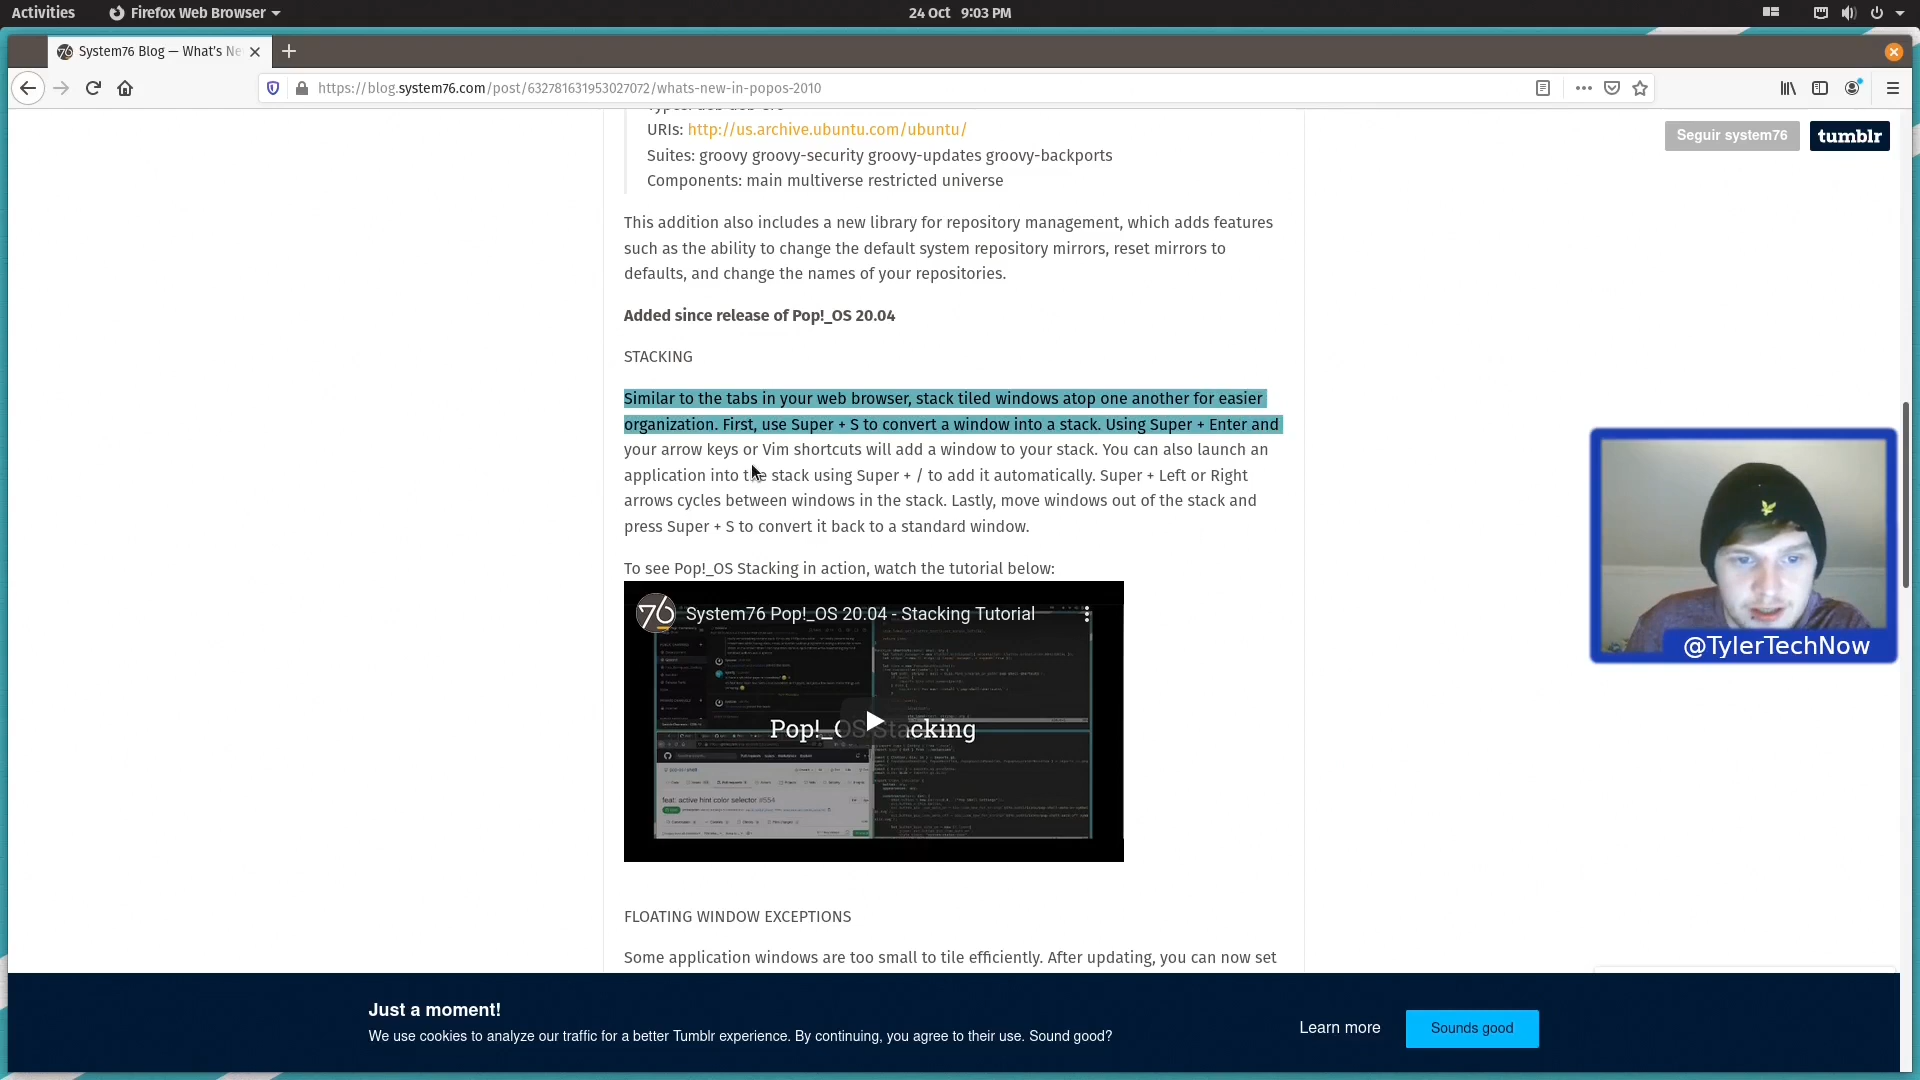 Activities
Firefox Web Browser
24 Oct 9:03 PM
System76 Blog — What's Ne
https://blog.system76.com/post/632781631953027072/whats-new-in-popos-2010
Seguir system76
tumblr
URIs: http://us.archive.ubuntu.com/ubuntu/
Suites: groovy groovy-security groovy-updates groovy-backports
Components: main multiverse restricted universe
This addition also includes a new library for repository management, which adds features
such as the ability to change the default system repository mirrors, reset mirrors to
defaults, and change the names of your repositories.
Added since release of Pop!_OS 20.04
STACKING
Similar to the tabs in your web browser, stack tiled windows atop one another for easier
organization. First, use Super + S to convert a window into a stack. Using Super + Enter and
your arrow keys or Vim shortcuts will add a window to your stack. You can also launch an
application into the stack using Super + / to add it automatically. Super + Left or Right
arrows cycles between windows in the stack. Lastly, move windows out of the stack and
press Super + S to convert it back to a standard window.
To see Pop!_OS Stacking in action, watch the tutorial below:
76
System76 Pop!_OS 20.04 - Stacking Tutorial
Pop!_OS Stacking
feat: active hint color selector #554
@TylerTechNow
FLOATING WINDOW EXCEPTIONS
Some application windows are too small to tile efficiently. After updating, you can now set
Just a moment!
We use cookies to analyze our traffic for a better Tumblr experience. By continuing, you agree to their use. Sound good?
Learn more
Sounds good